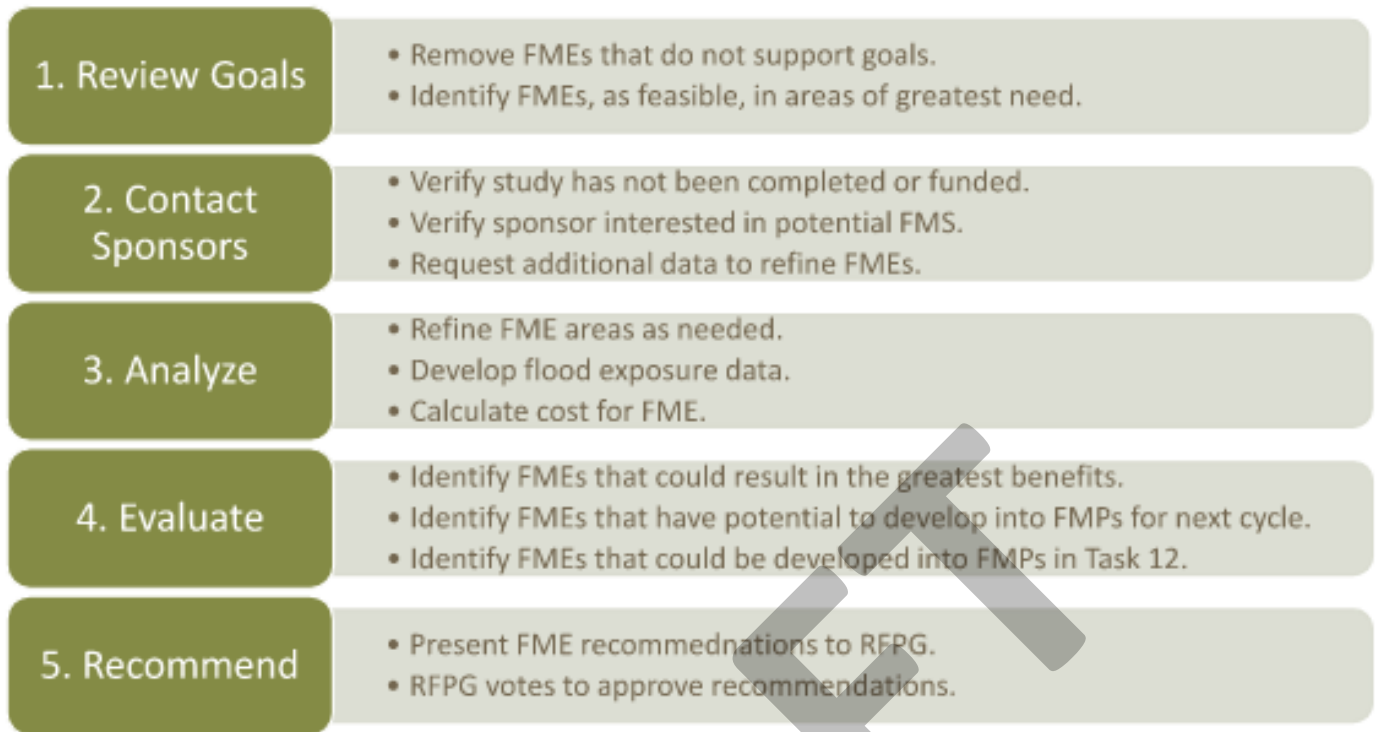 1. Review Goals
• Remove FMEs that do not support goals.
• Identify FMEs, as feasible, in areas of greatest need.
2. Contact
Sponsors
• Verify study has not been completed or funded.
• Verify sponsor interested in potential FMS.
• Request additional data to refine FMEs.
3. Analyze
• Refine FME areas as needed.
• Develop flood exposure data.
• Calculate cost for FME.
4. Evaluate
• Identify FMEs that could result in the greatest benefits.
• Identify FMEs that have potential to develop into FMPs for next cycle.
• Identify FMEs that could be developed into FMPs in Task 12.
5. Recommend
• Present FME recommednations to RFPG.
• RFPG votes to approve recommendations.
FT